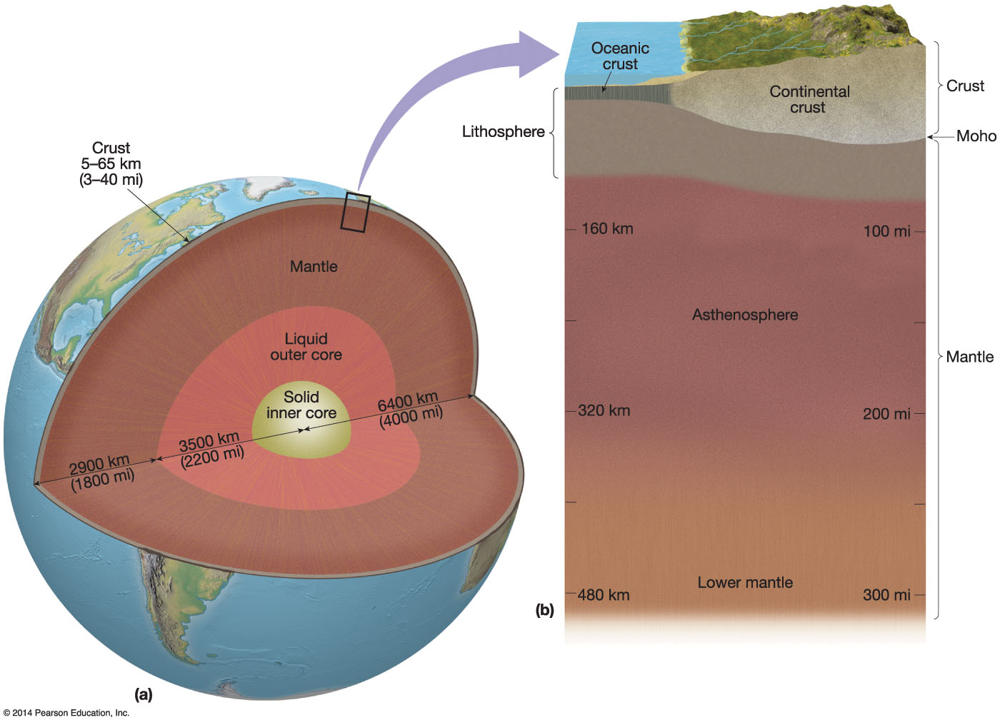 Crust
5–65 km
(3–40 mi)
Mantle
Liquid
outer core
Solid
inner core
6400 km
(4000 mi)
3500 km
(2200 mi)
2900 km
(1800 mi)
(a)
Oceanic
crust
Continental
crust
Crust
Lithosphere
Moho
160 km
100 mi
Asthenosphere
Mantle
320 km
200 mi
Lower mantle
480 km
300 mi
(b)
© 2014 Pearson Education, Inc.